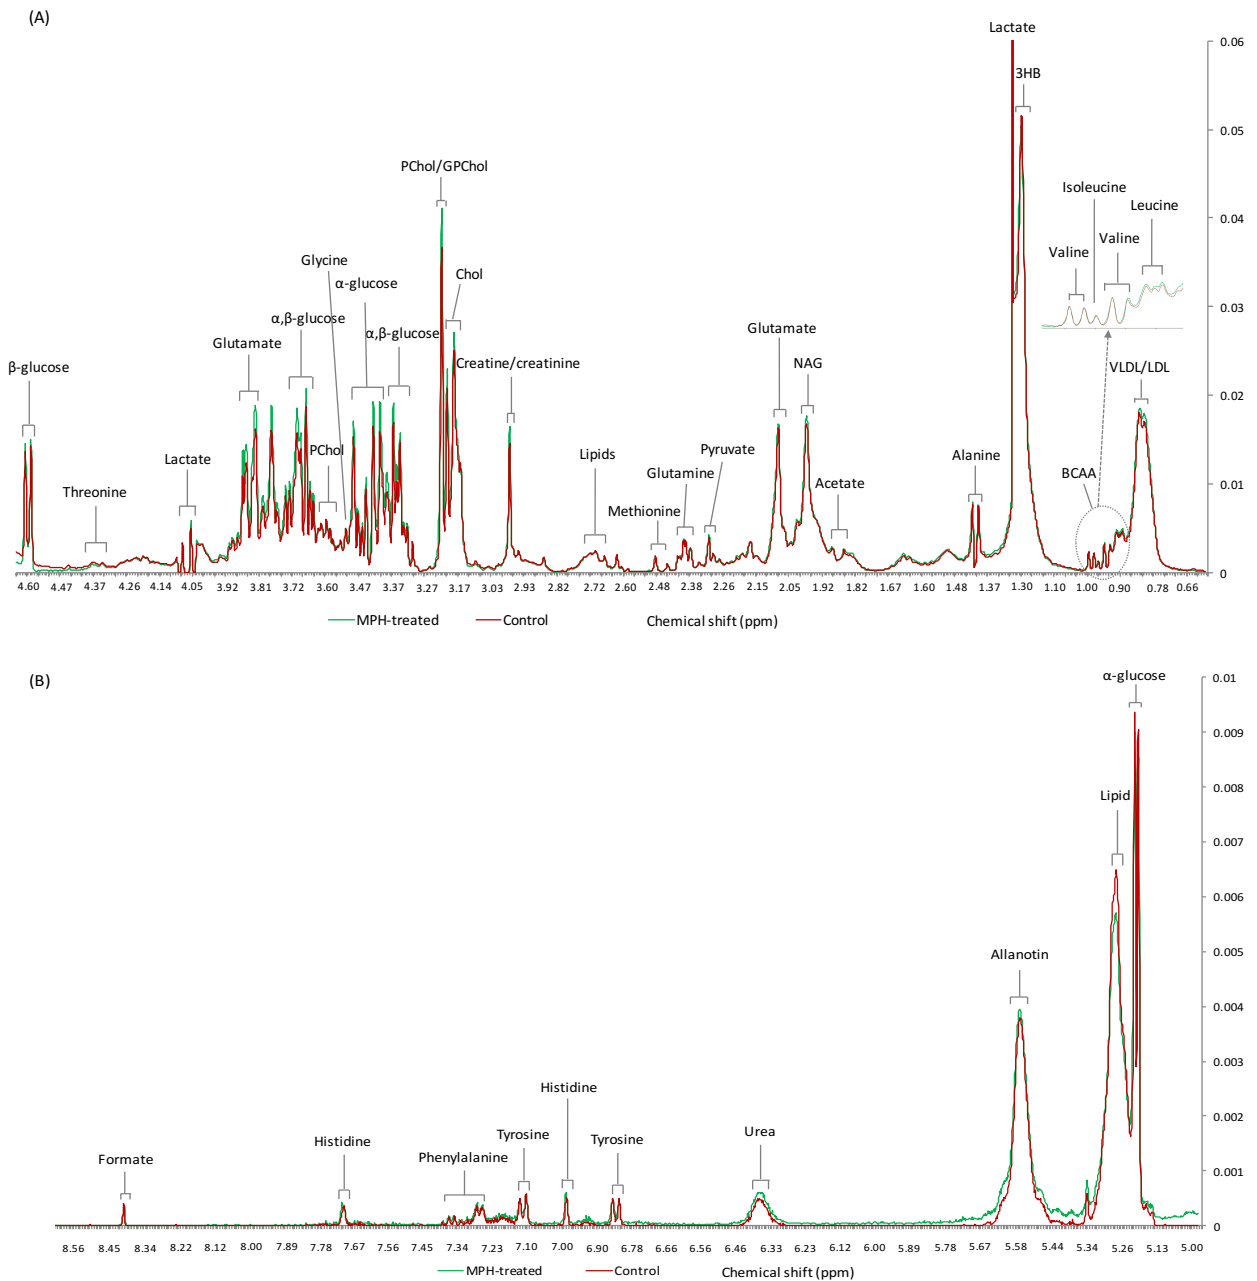 (A)
Lactate
0.06
3HB
0.05
PChol/GPChol
Isoleucine
0.04
Leucine
Valine
Valine
Glycine
Chol
α-glucose
0.03
α,β-glucose
α,β-glucose
Glutamate
Glutamate
Creatine/creatinine
NAG
VLDL/LDL
β-glucose
0.02
PChol
Lipids
Pyruvate
Alanine
Lactate
Glutamine
BCAA
Threonine
Acetate
0.01
Methionine
0
4.60 4.47 4.37 4.26 4.14 4.05 3.92 3.81 3.72 3.60 3.47 3.37 3.27 3.17 3.05 2.93 2.82 2.70 2.60 2.48 2.38 2.26 2.15 2.05 1.92 1.82 1.70 1.60 1.48 1.37 1.30 1.12 1.00 0.90 0.78 0.66
MPH-treated Control Chemical shift (ppm)
(B)
α-glucose
0.01
0.009
0.008
Lipid
0.007
0.006
0.005
Allanotin
0.004
0.003
Histidine
0.002
Tyrosine
Urea
Histidine
Tyrosine
Formate
Phenylalanine
0.001
0
8.56 8.45 8.34 8.22 8.12 8.00 7.89 7.78 7.67 7.56 7.45 7.34 7.23 7.10 7.00 6.90 6.78 6.66 6.46 6.33 6.23 6.12 6.00 5.89 5.78 5.67 5.58 5.44 5.34 5.26 5.13 5.00
MPH-treated Control Chemical shift (ppm)